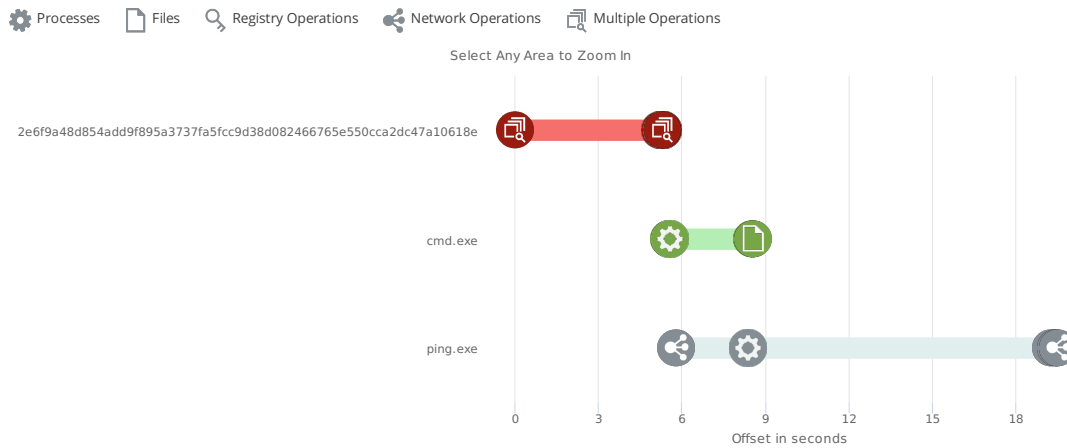 Processes Files Registry Operations Network Operations Multiple Operations
Select Any Area to Zoom In
2e6f9a48d854add9f895a3737fa5fcc9d38d082466765e550cca2dc47a10618e
cmd.exe
ping.exe
0 3 6 9 12 15 18
Offset in seconds